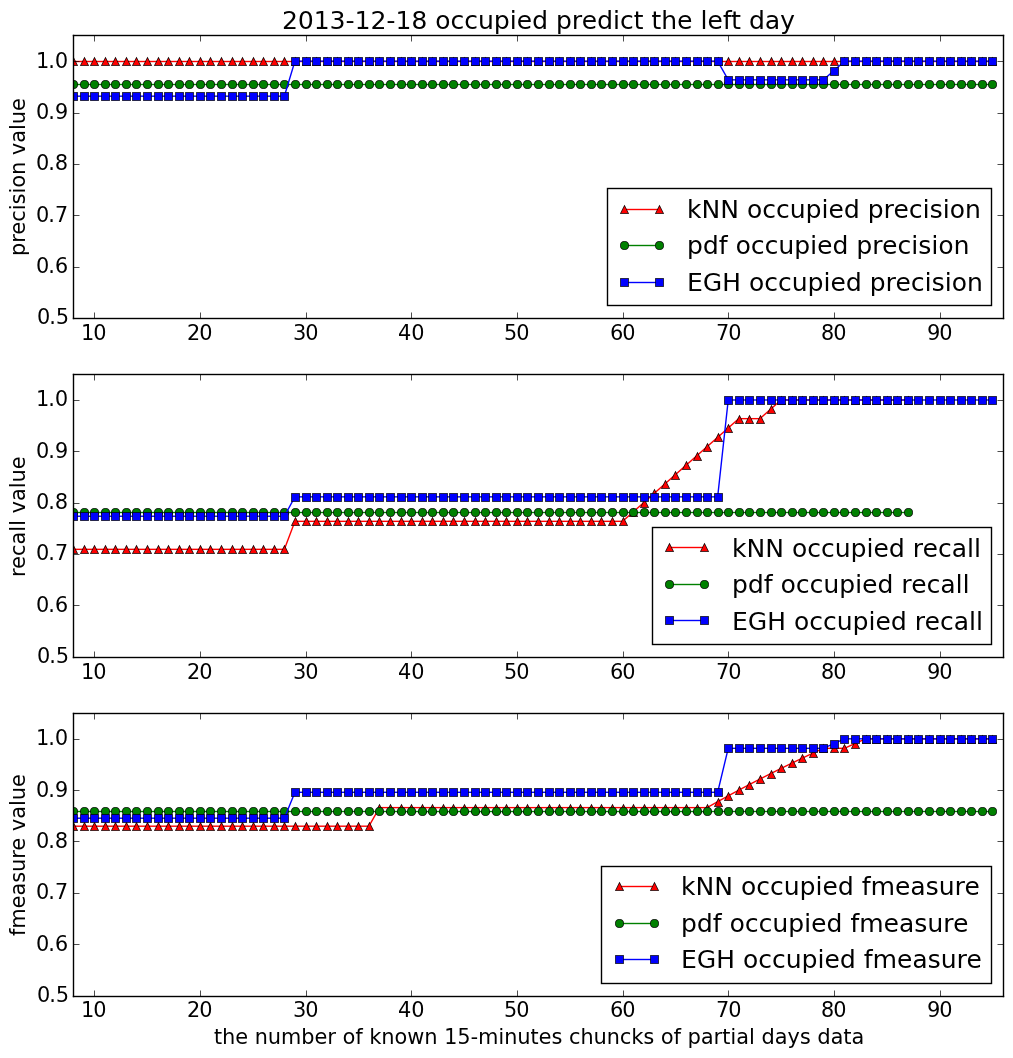 2013-12-18 occupied predict the left day
precision value
1.0
0.9
0.8
0.7
0.6
0.5
kNN occupied precision
pdf occupied precision
EGH occupied precision
10 20 30 40 50 60 70 80 90
recall value
1.0
0.9
0.8
0.7
0.6
0.5
kNN occupied recall
pdf occupied recall
EGH occupied recall
10 20 30 40 50 60 70 80 90
fmeasure value
1.0
0.9
0.8
0.7
0.6
0.5
kNN occupied fmeasure
pdf occupied fmeasure
EGH occupied fmeasure
10 20 30 40 50 60 70 80 90
the number of known 15-minutes chuncks of partial days data